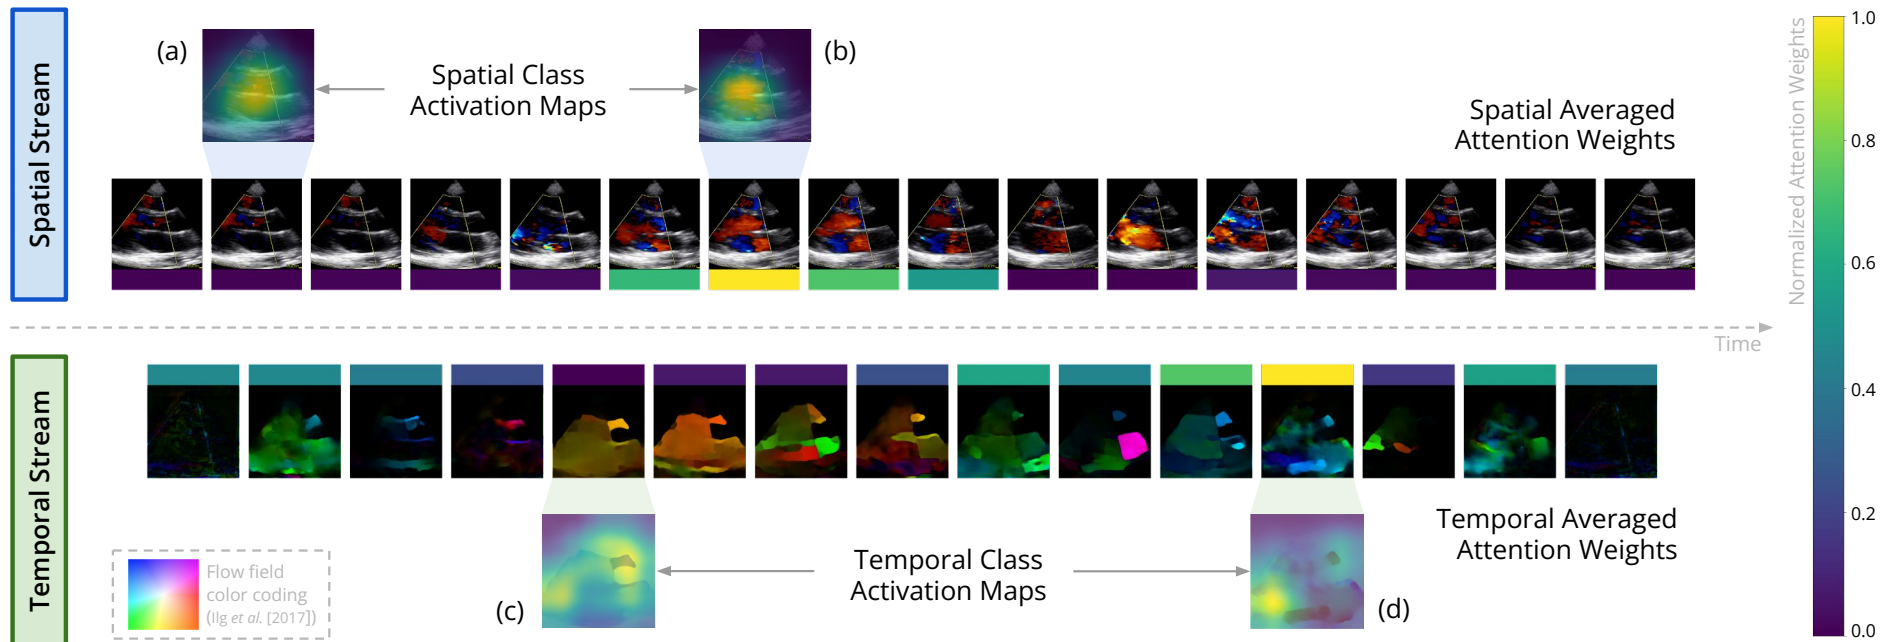 Spatial Stream
(a)
Spatial Class
Activation Maps
(b)
Spatial Averaged
Attention Weights
Normalized Attention Weights
1.0
0.8
0.6
0.4
0.2
0.0
Time
Temporal Stream
Flow field
color coding
(Ilg et al. [2017])
(c)
Temporal Class
Activation Maps
(d)
Temporal Averaged
Attention Weights